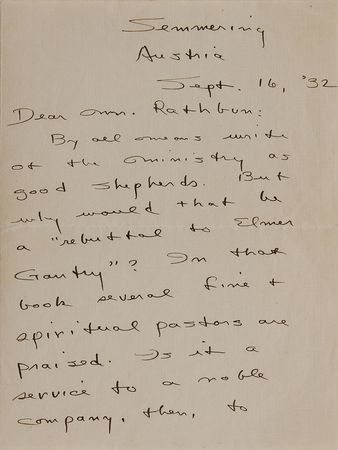 Semmering
Austria
Sept. 16, '32
Dear Mr. Rathbun:
By all means write
of the ministry as
good shepherds. But
why would that be
a "rebuttal to Elmer
Gantry"? In that
book several fine &
spiritual pastors are
praised. Is it a
service to a noble
company, then, to